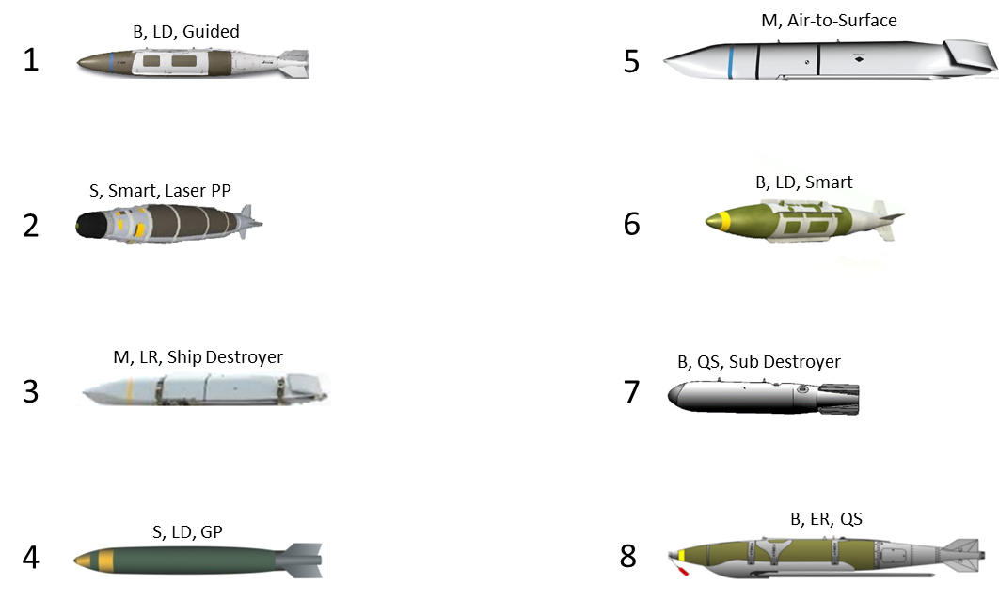 B, LD, Guided
1
S, Smart, Laser PP
2
M, LR, Ship Destroyer
3
S, LD, GP
4
M, Air-to-Surface
5
B, LD, Smart
6
B, QS, Sub Destroyer
7
B, ER, QS
8